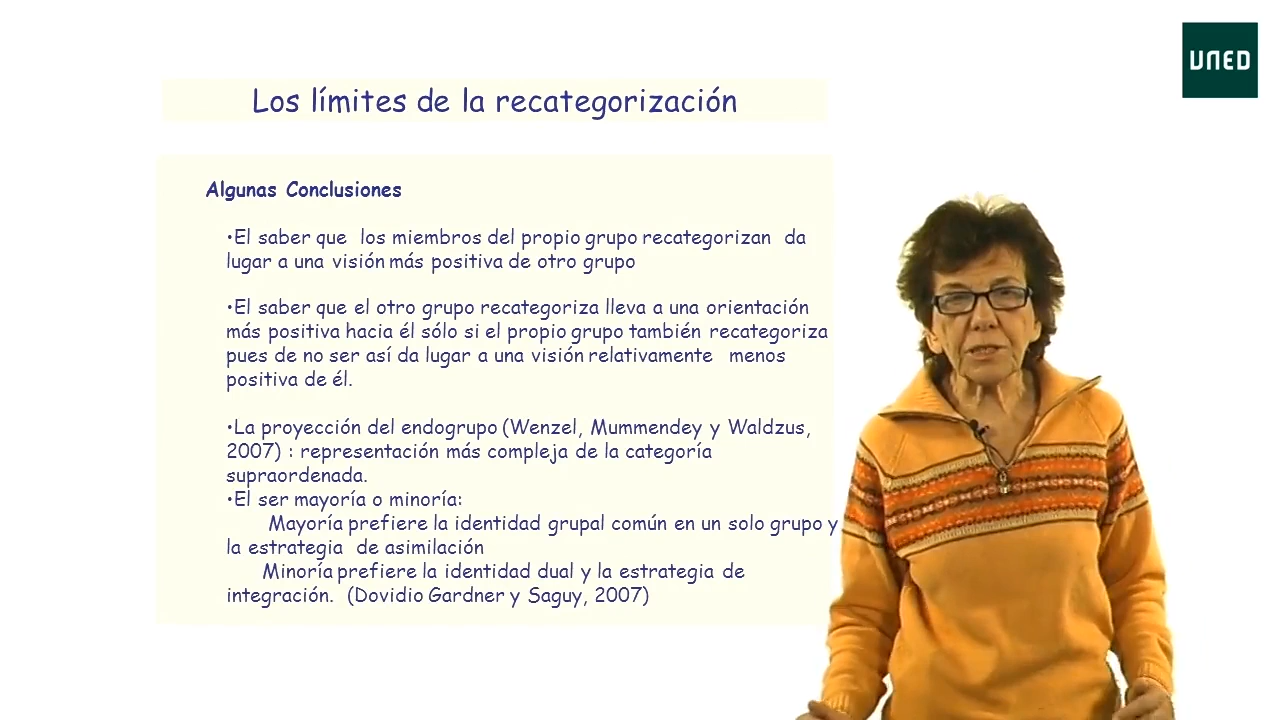 UNED
Los límites de la recategorización
Algunas Conclusiones
•El saber que los miembros del propio grupo recategorizan da
lugar a una visión más positiva de otro grupo
•El saber que el otro grupo recategoriza lleva a una orientación
más positiva hacia él sólo si el propio grupo también recategoriza
pues de no ser así da lugar a una visión relativamente menos
positiva de él.
•La proyección del endogrupo (Wenzel, Mummendey y Waldzus,
2007) : representación más compleja de la categoría
supraordenada.
•El ser mayoría o minoría:
Mayoría prefiere la identidad grupal común en un solo grupo y
la estrategia de asimilación
Minoría prefiere la identidad dual y la estrategia de
integración. (Dovidio Gardner y Saguy, 2007)